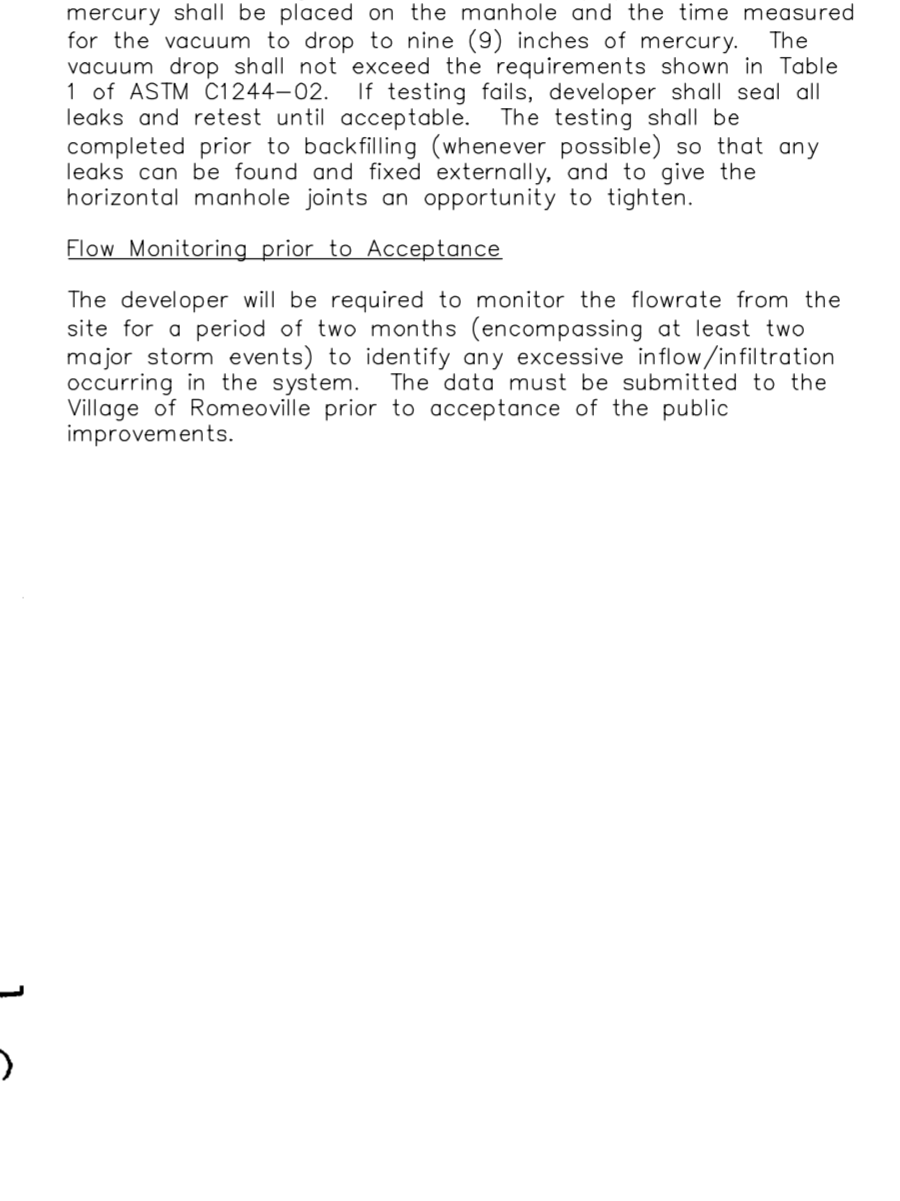 mercury shall be placed on the manhole and the time measured
for the vacuum to drop to nine (9) inches of mercury.  The
vacuum drop shall not exceed the requirements shown in Table
1 of ASTM C1244-02.  If testing fails, developer shall seal all
leaks and retest until acceptable.  The testing shall be
completed prior to backfilling (whenever possible) so that any
leaks can be found and fixed externally, and to give the
horizontal manhole joints an opportunity to tighten.
Flow Monitoring prior to Acceptance
The developer will be required to monitor the flowrate from the
site for a period of two months (encompassing at least two
major storm events) to identify any excessive inflow/infiltration
occurring in the system.  The data must be submitted to the
Village of Romeoville prior to acceptance of the public
improvements.